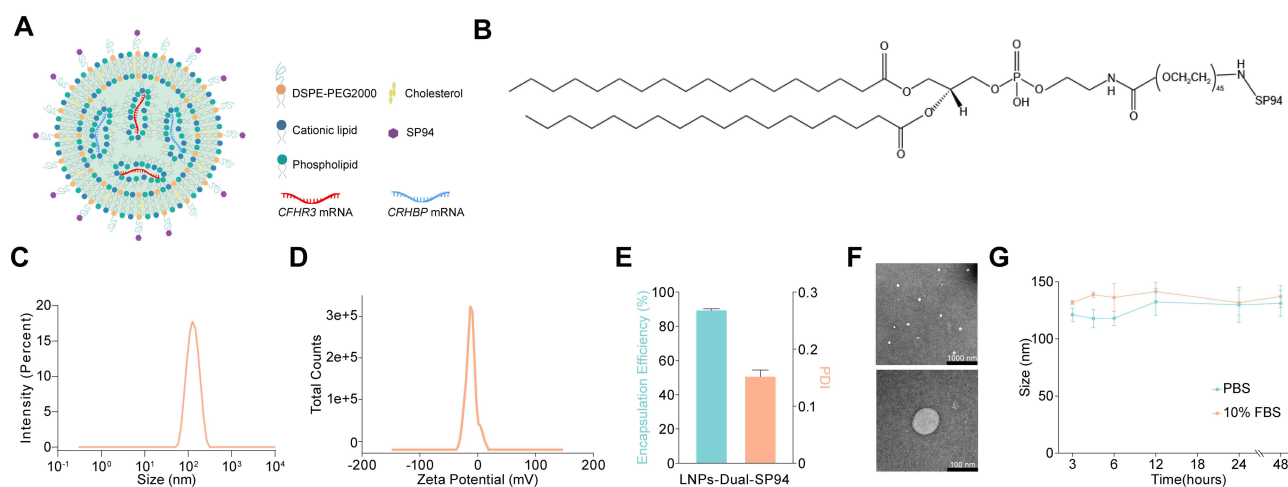 A
DSPE-PEG2000
Cationic lipid
Phospholipid
Cholesterol
SP94
CFHR3 mRNA
CRHBP mRNA
B
O
O
O
O
O
H
O
P
O
OH
O
N
H
O
(OCE₂CE₂)
45
H
N
SP94
C
Intensity (Percent)
20
15
10
5
0
10⁻¹
10⁰
10¹
10²
10³
10⁴
Size (nm)
D
Total Counts
3e+5
2e+5
1e+5
0
-200
-100
0
100
200
Zeta Potential (mV)
E
Encapsulation Efficiency (%)
100
80
60
40
20
0
0.3
0.2
0.1
0
PDI
LNPs-Dual-SP94
F
1000 nm
100 nm
G
Size (nm)
150
100
50
0
PBS
10% FBS
3
6
12
24
48
Time(hours)